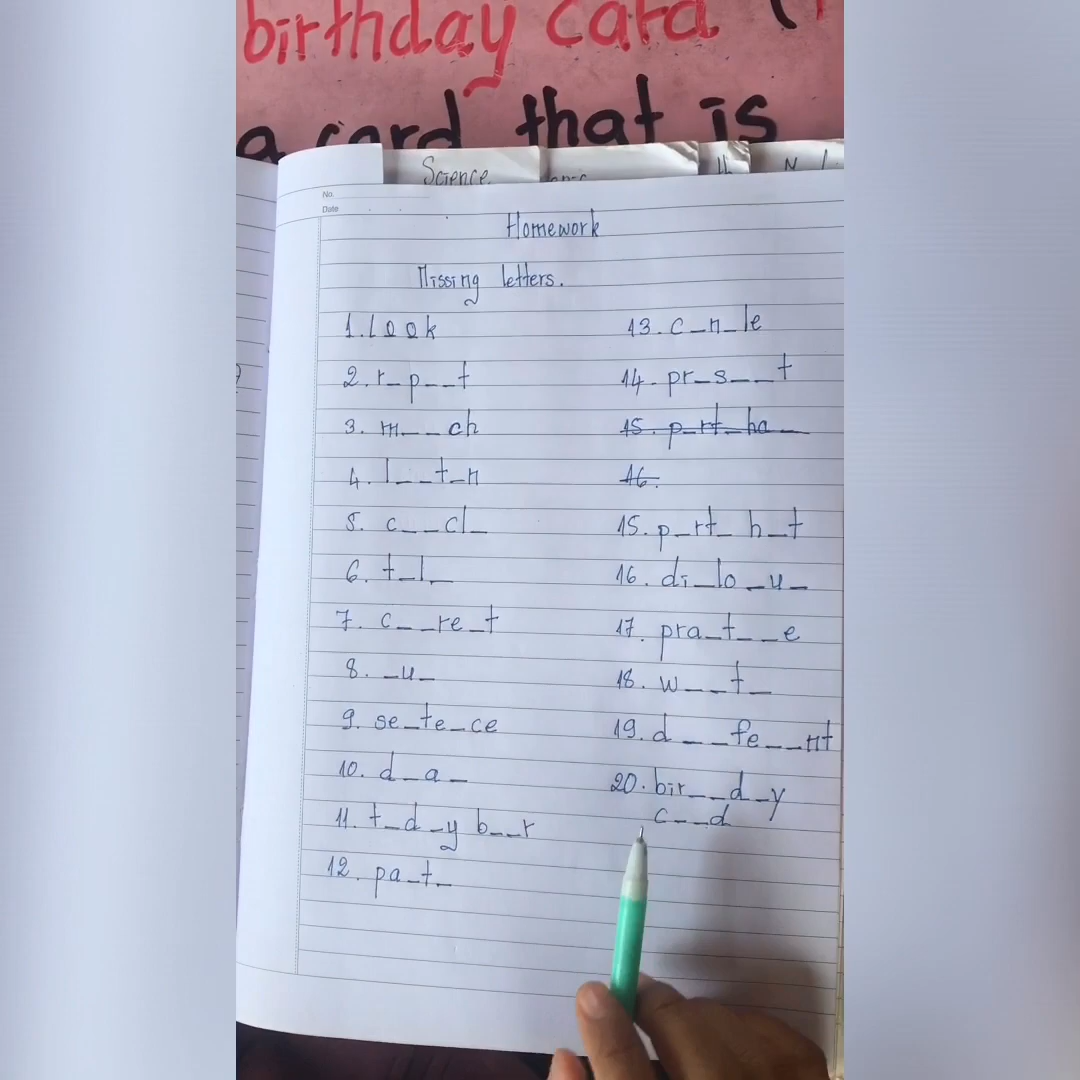 birthday card (
a card that is
Science
No.
Date
Homework
Missing letters.
1. look
2. r_p__t
3. m__ch
4. l__t_n
5. c__cl_
6. t_l_
7. c__re_t
8. _u_
9. se_te_ce
10. d_a_
11. t_d_y b__r
12. pa_t_
13. c_n_le
14. pr_s__t
15. p_rt_ha_
16.
15. p_rt_ h_t
16. di_lo_u_
17. pra_t__e
18. w__t_
19. d__fe__nt
20. bir__d_y
c__d